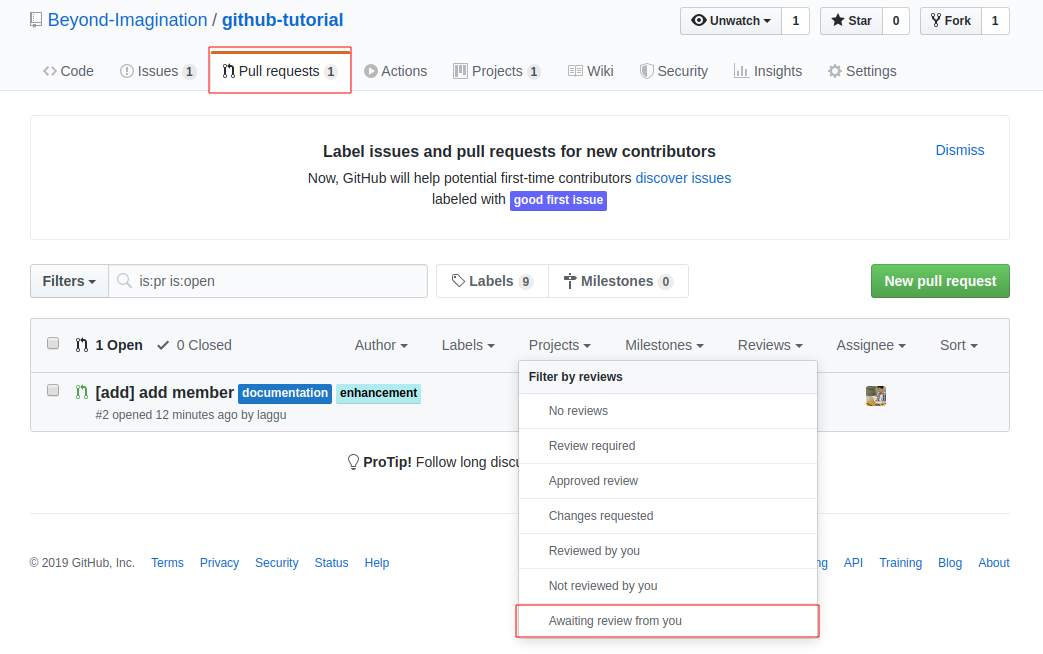 Beyond-Imagination / github-tutorial
Unwatch 1 Star 0 Fork 1
Code Issues 1 Pull requests 1 Actions Projects 1 Wiki Security Insights Settings
Label issues and pull requests for new contributors
Dismiss
Now, GitHub will help potential first-time contributors discover issues
labeled with good first issue
Filters is:pr is:open Labels 9 Milestones 0 New pull request
1 Open 0 Closed Author Labels Projects Milestones Reviews Assignee Sort
Filter by reviews
[add] add member documentation enhancement
#2 opened 12 minutes ago by laggu
No reviews
Review required
ProTip! Follow long discu
Approved review
Changes requested
Reviewed by you
Not reviewed by you
Awaiting review from you
© 2019 GitHub, Inc. Terms Privacy Security Status Help ng API Training Blog About